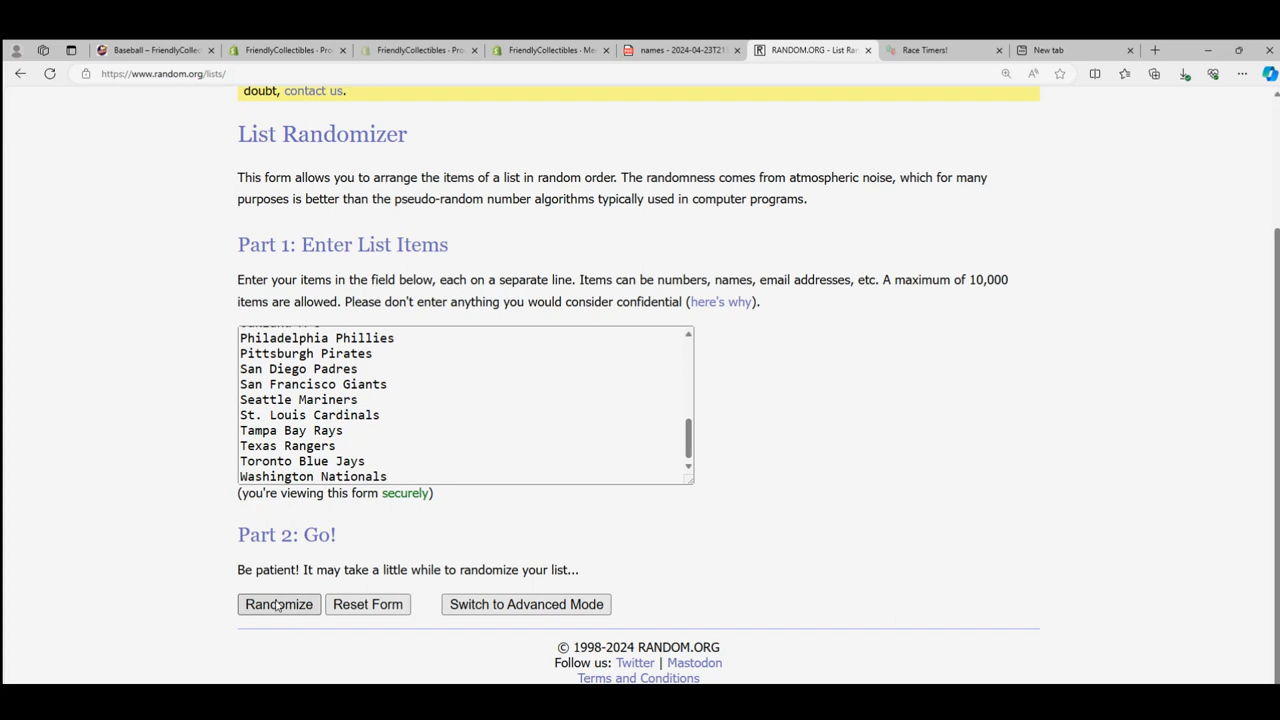 Baseball – FriendlyCollec
FriendlyCollectibles · Pro
FriendlyCollectibles · Pro
FriendlyCollectibles · Me
names - 2024-04-23T21
RANDOM.ORG - List Ran
Race Timers!
New tab
https://www.random.org/lists/
doubt, contact us.
List Randomizer
This form allows you to arrange the items of a list in random order. The randomness comes from atmospheric noise, which for many
purposes is better than the pseudo-random number algorithms typically used in computer programs.
Part 1: Enter List Items
Enter your items in the field below, each on a separate line. Items can be numbers, names, email addresses, etc. A maximum of 10,000
items are allowed. Please don't enter anything you would consider confidential (here's why).
Philadelphia Phillies
Pittsburgh Pirates
San Diego Padres
San Francisco Giants
Seattle Mariners
St. Louis Cardinals
Tampa Bay Rays
Texas Rangers
Toronto Blue Jays
Washington Nationals
(you're viewing this form securely)
Part 2: Go!
Be patient! It may take a little while to randomize your list...
Randomize Reset Form Switch to Advanced Mode
© 1998-2024 RANDOM.ORG
Follow us: Twitter | Mastodon
Terms and Conditions